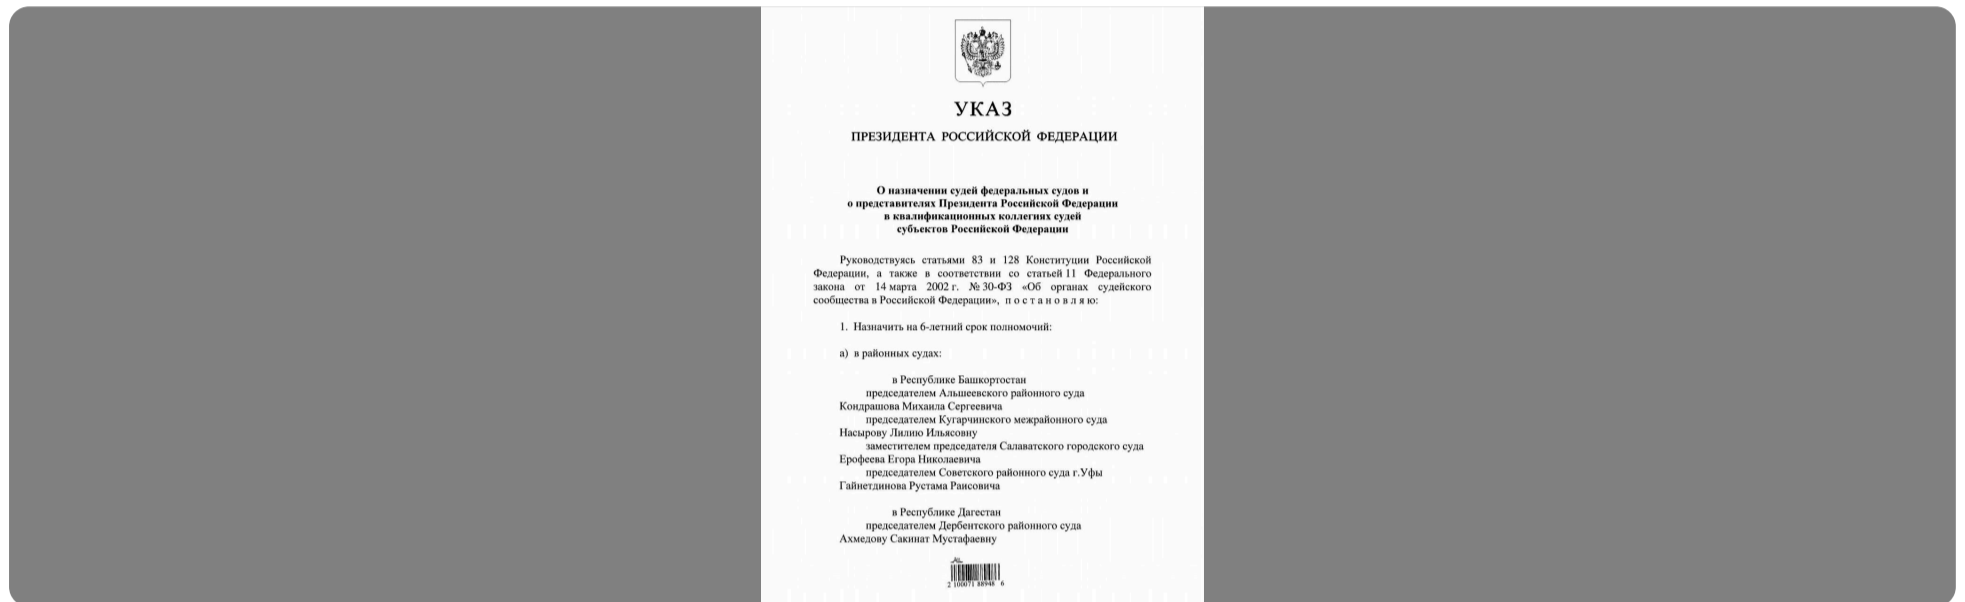 УКАЗ
ПРЕЗИДЕНТА РОССИЙСКОЙ ФЕДЕРАЦИИ
О назначении судей федеральных судов и
о представителях Президента Российской Федерации
в квалификационных коллегиях судей
субъектов Российской Федерации
Руководствуясь статьями 83 и 128 Конституции Российской
Федерации, а также в соответствии со статьей 11 Федерального
закона от 14 марта 2002 г. № 30-ФЗ «Об органах судейского
сообщества в Российской Федерации», п о с т а н о в л я ю:
1. Назначить на 6-летний срок полномочий:
а) в районных судах:
в Республике Башкортостан
председателем Альшеевского районного суда
Кондрашова Михаила Сергеевича
председателем Кугарчинского межрайонного суда
Насырову Лилию Ильясовну
заместителем председателя Салаватского городского суда
Ерофеева Егора Николаевича
председателем Советского районного суда г.Уфы
Гайнетдинова Рустама Раисовича
в Республике Дагестан
председателем Дербентского районного суда
Ахмедову Сакинат Мустафаевну
2 100071 88948 6